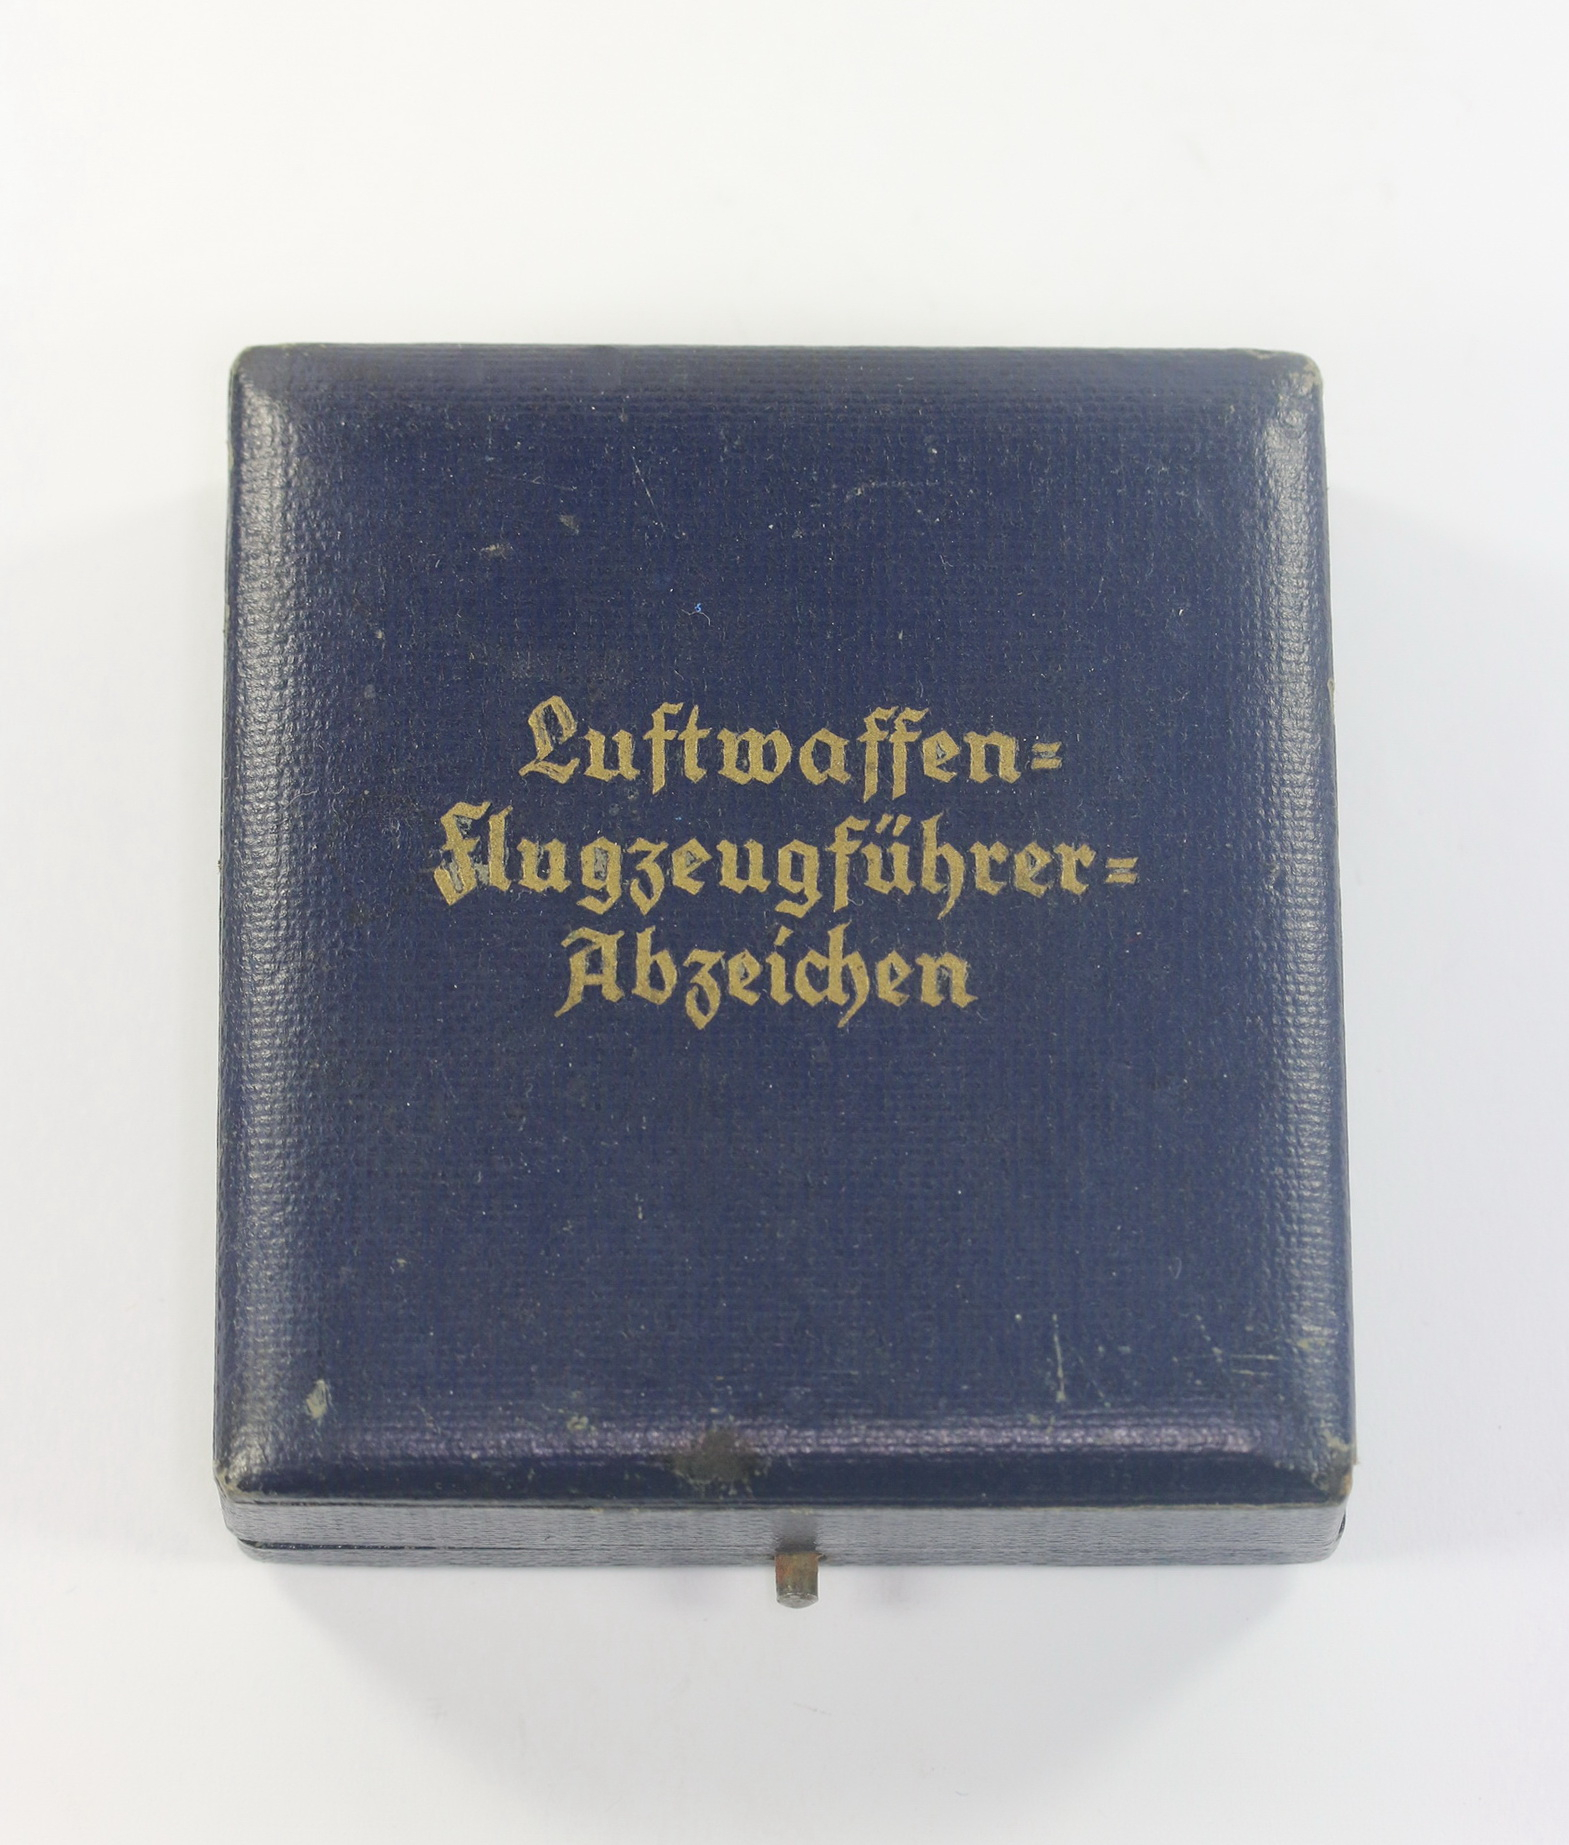 Luftwaffen=
Flugzeugführer=
Abzeichen